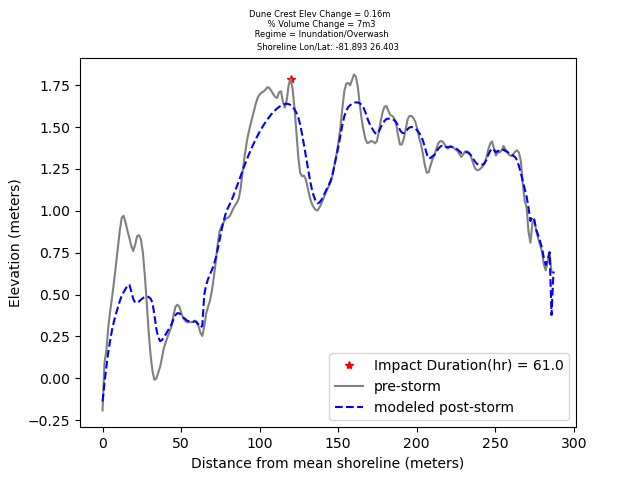 Dune Crest Elev Change = 0.16m
% Volume Change = 7m3
Regime = Inundation/Overwash
Shoreline Lon/Lat: -81.893 26.403
1.75
1.50
1.25
1.00
0.75
0.50
0.25
0.00
−0.25
Elevation (meters)
Impact Duration(hr) = 61.0
pre-storm
modeled post-storm
0 50 100 150 200 250 300
Distance from mean shoreline (meters)